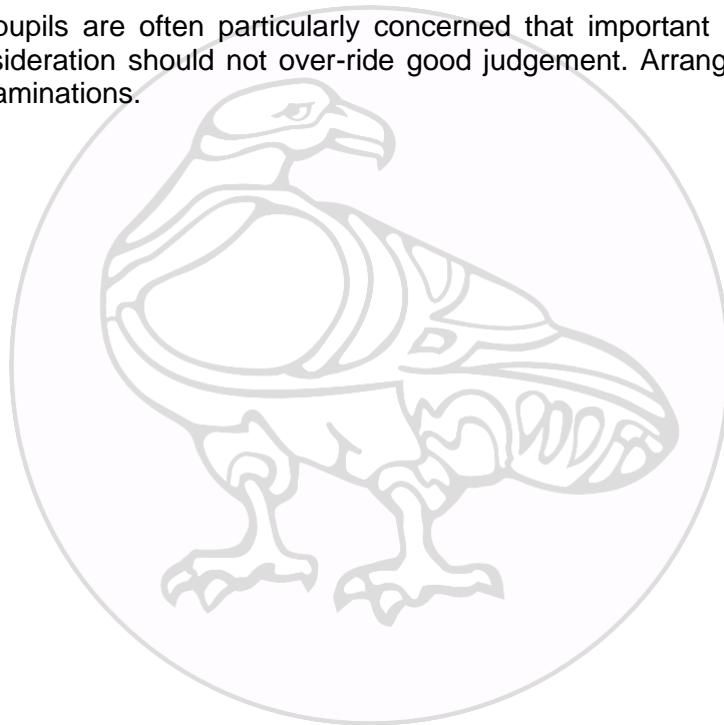 pupils are often particularly concerned that important
sideration should not over-ride good judgement. Arrang
aminations.